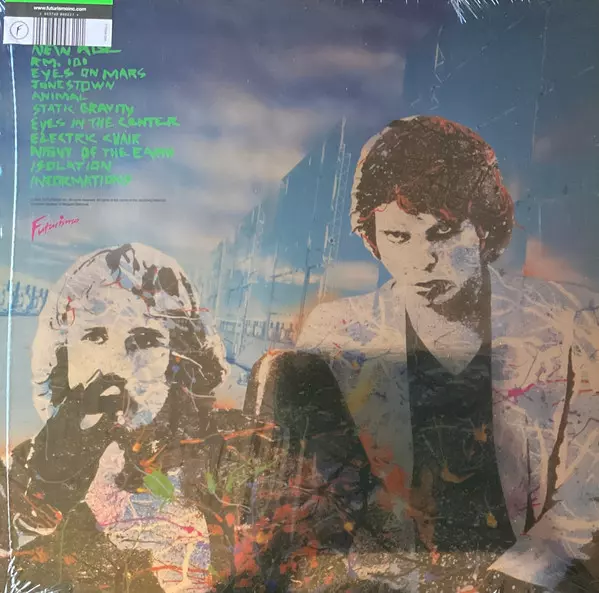 www.futurismoinc.com
F
NEW AGE
RM. 101
EYES ON MARS
JONESTOWN
ANIMAL
STATIC GRAVITY
EYES IN THE CENTER
ELECTRIC CHAIR
NIGHT OF THE EARTH
ISOLATION
INFORMATIONS
Futurismo